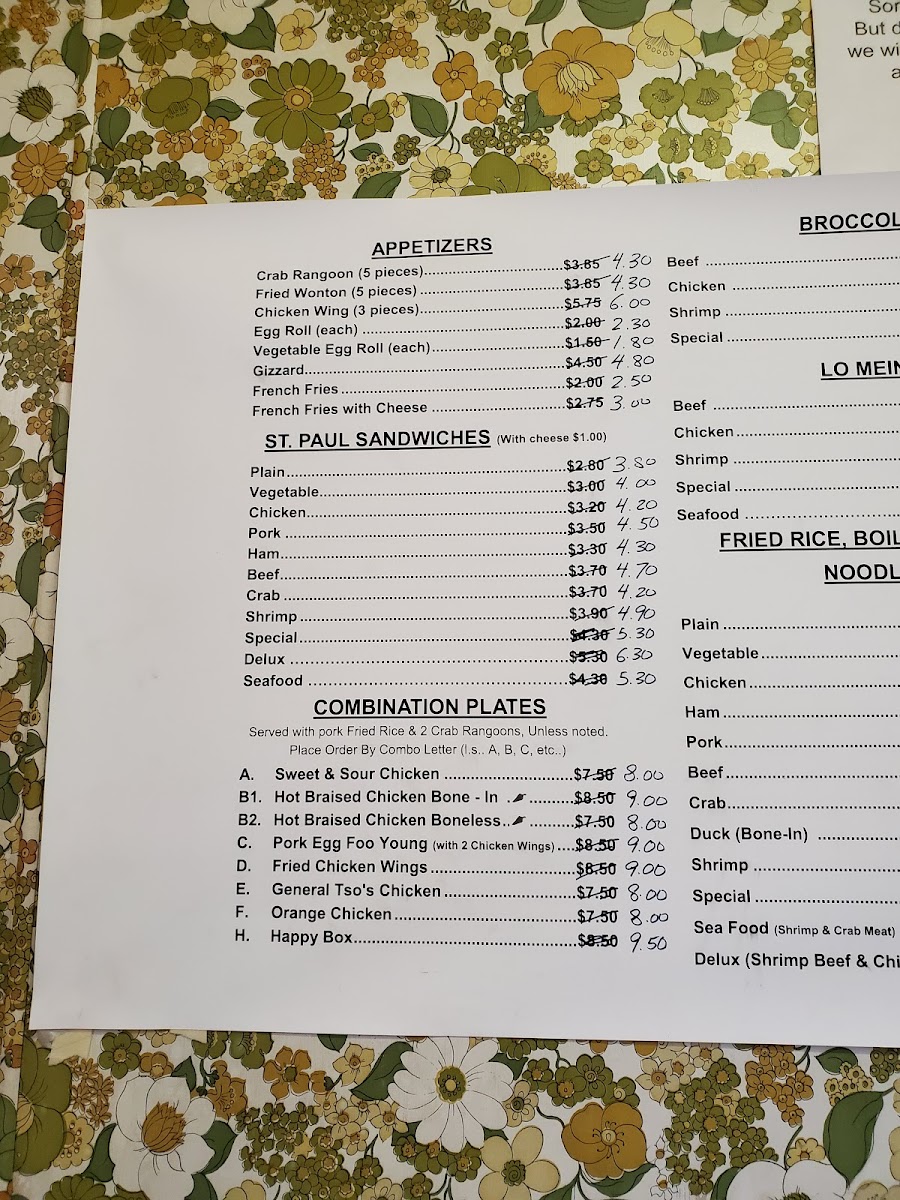 Sor
But d
we wi
a
APPETIZERS
Crab Rangoon (5 pieces)..............................$3.85 4.30
Fried Wonton (5 pieces)..............................$3.85 4.30
Chicken Wing (3 pieces)..............................$5.75 6.00
Egg Roll (each) ..............................$2.00 2.30
Vegetable Egg Roll (each)..............................$1.50 1.80
Gizzard..............................$4.50 4.80
French Fries..............................$2.00 2.50
French Fries with Cheese ..............................$2.75 3.00
ST. PAUL SANDWICHES (With cheese $1.00)
Plain..............................$2.80 3.80
Vegetable..............................$3.00 4.00
Chicken..............................$3.20 4.20
Pork ..............................$3.50 4.50
Ham..............................$3.30 4.30
Beef..............................$3.70 4.70
Crab ..............................$3.70 4.20
Shrimp..............................$3.90 4.90
Special..............................$4.30 5.30
Delux ..............................$5.30 6.30
Seafood ..............................$4.30 5.30
COMBINATION PLATES
Served with pork Fried Rice & 2 Crab Rangoons, Unless noted.
Place Order By Combo Letter (I.s.. A, B, C, etc..)
A. Sweet & Sour Chicken ..............................$7.50 8.00
B1. Hot Braised Chicken Bone - In ...........$8.50 9.00
B2. Hot Braised Chicken Boneless.. ..........$7.50 8.00
C. Pork Egg Foo Young (with 2 Chicken Wings) ....$8.50 9.00
D. Fried Chicken Wings ..............................$8.50 9.00
E. General Tso's Chicken ..............................$7.50 8.00
F. Orange Chicken..............................$7.50 8.00
H. Happy Box..............................$8.50 9.50
BROCCOL
Beef ..............................
Chicken ..............................
Shrimp ..............................
Special ..............................
LO MEIN
Beef ..............................
Chicken..............................
Shrimp ..............................
Special ..............................
Seafood ..............................
FRIED RICE, BOIL
NOODL
Plain ..............................
Vegetable..............................
Chicken..............................
Ham..............................
Pork..............................
Beef..............................
Crab..............................
Duck (Bone-In) ..............................
Shrimp ..............................
Special ..............................
Sea Food (Shrimp & Crab Meat)
Delux (Shrimp Beef & Chi